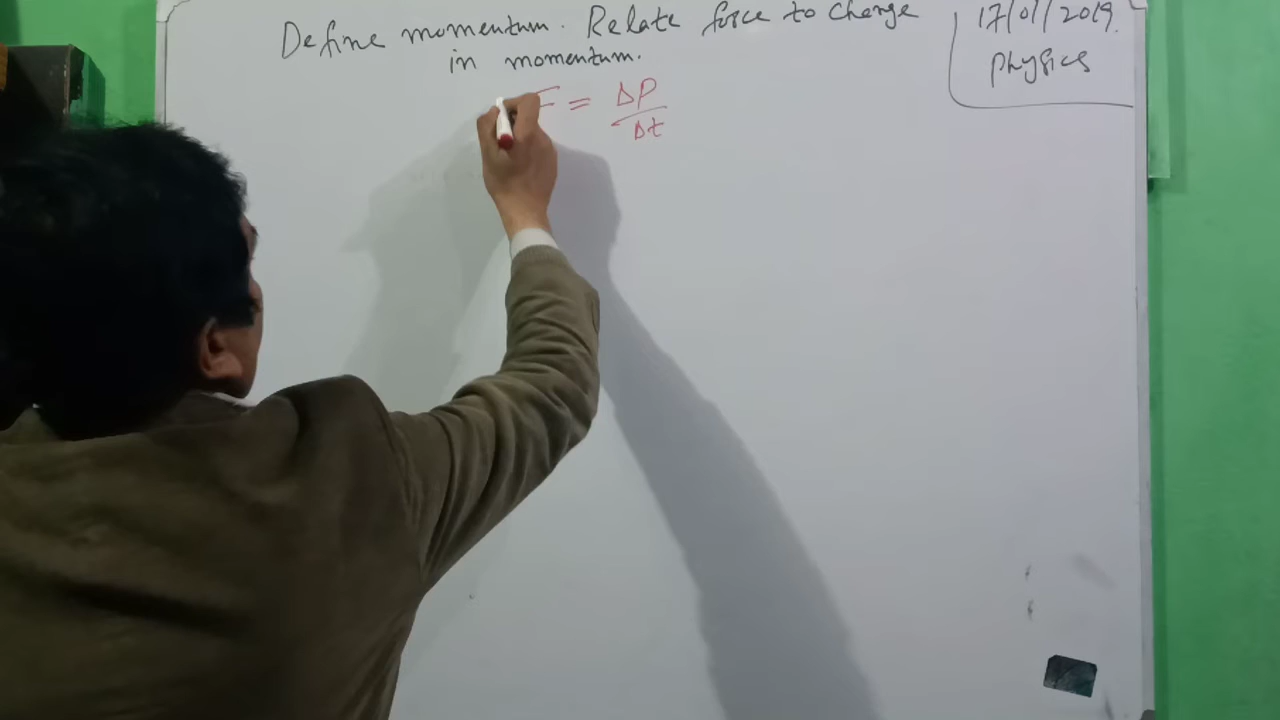 Define momentum. Relate force to change
in momentum.
17/01/2019.
Physics
F = ΔP
Δt